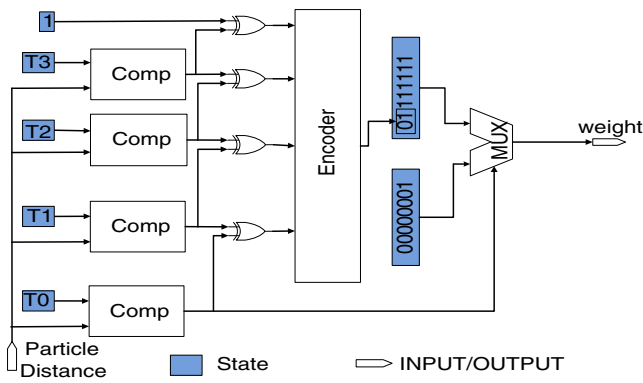 1
T3
Comp
T2
Comp
T1
Comp
T0
Comp
Encoder
01111111
00000001
MUX
weight
Particle
Distance
State
INPUT/OUTPUT